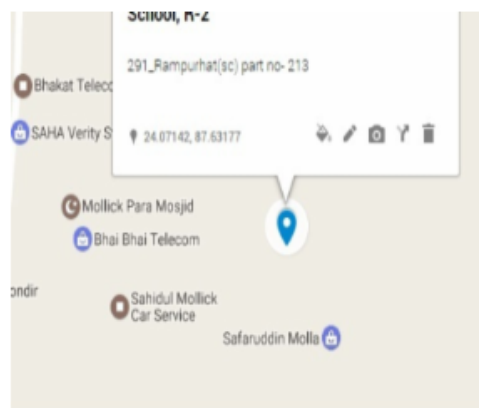 School, R-2
291_Rampurhat(sc) part no- 213
Bhakat Telecc
SAHA Verity S
24.07142, 87.63177
Mollick Para Mosjid
Bhai Bhai Telecom
ondir
Sahidul Mollick
Car Service
Safaruddin Molla